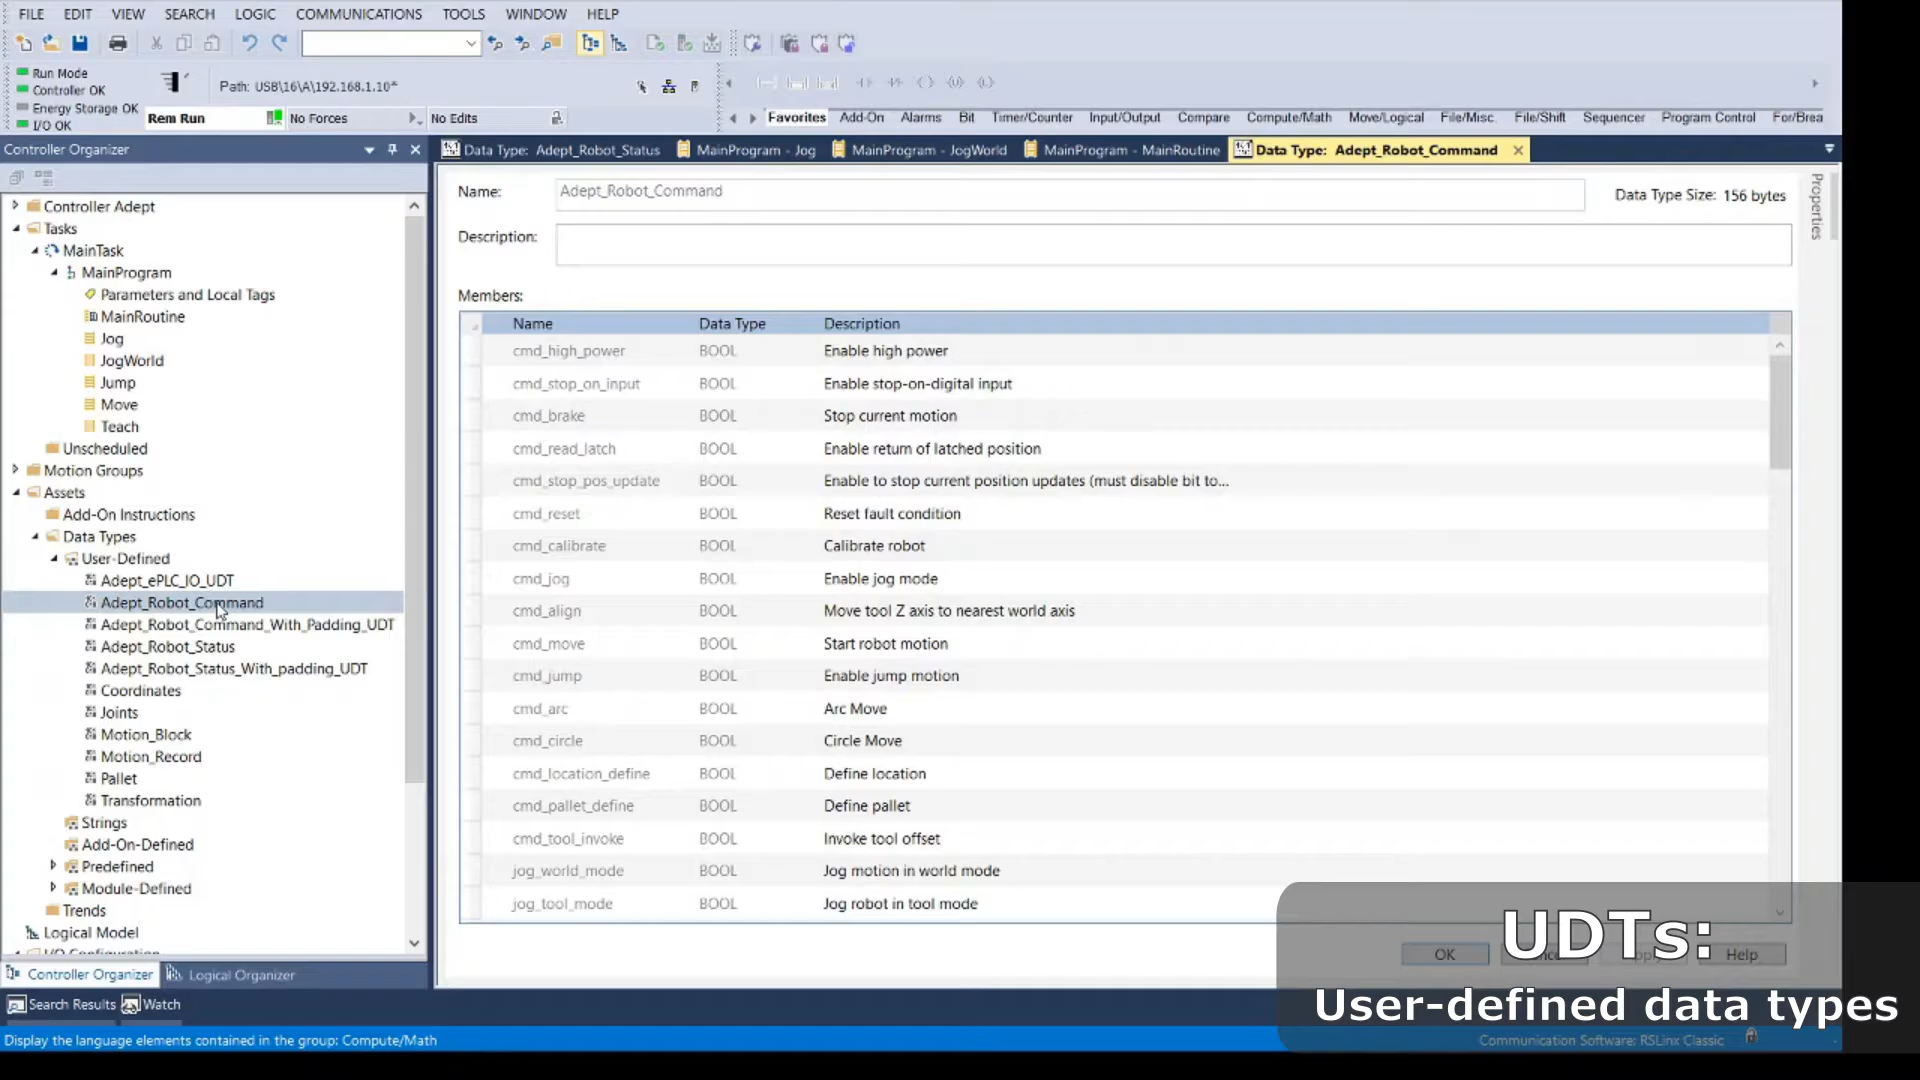 FILE EDIT VIEW SEARCH LOGIC COMMUNICATIONS TOOLS WINDOW HELP
Run Mode
Controller OK
Energy Storage OK
I/O OK
Path: USB\16\A\192.168.1.10*
Rem Run
No Forces
No Edits
Favorites Add-On Alarms Bit Timer/Counter Input/Output Compare Compute/Math Move/Logical File/Misc. File/Shift Sequencer Program Control For/Brea
Controller Organizer
Data Type: Adept_Robot_Status
MainProgram - Jog
MainProgram - JogWorld
MainProgram - MainRoutine
Data Type: Adept_Robot_Command
Controller Adept
Tasks
MainTask
MainProgram
Parameters and Local Tags
MainRoutine
Jog
JogWorld
Jump
Move
Teach
Unscheduled
Motion Groups
Assets
Add-On Instructions
Data Types
User-Defined
Adept_ePLC_IO_UDT
Adept_Robot_Command
Adept_Robot_Command_With_Padding_UDT
Adept_Robot_Status
Adept_Robot_Status_With_padding_UDT
Coordinates
Joints
Motion_Block
Motion_Record
Pallet
Transformation
Strings
Add-On-Defined
Predefined
Module-Defined
Trends
Logical Model
I/O Configuration
Controller Organizer
Logical Organizer
Name: Adept_Robot_Command
Data Type Size: 156 bytes
Properties
Description:
Members:
Name Data Type Description
cmd_high_power BOOL Enable high power
cmd_stop_on_input BOOL Enable stop-on-digital input
cmd_brake BOOL Stop current motion
cmd_read_latch BOOL Enable return of latched position
cmd_stop_pos_update BOOL Enable to stop current position updates (must disable bit to...
cmd_reset BOOL Reset fault condition
cmd_calibrate BOOL Calibrate robot
cmd_jog BOOL Enable jog mode
cmd_align BOOL Move tool Z axis to nearest world axis
cmd_move BOOL Start robot motion
cmd_jump BOOL Enable jump motion
cmd_arc BOOL Arc Move
cmd_circle BOOL Circle Move
cmd_location_define BOOL Define location
cmd_pallet_define BOOL Define pallet
cmd_tool_invoke BOOL Invoke tool offset
jog_world_mode BOOL Jog motion in world mode
jog_tool_mode BOOL Jog robot in tool mode
OK
Help
UDTs:
User-defined data types
Search Results
Watch
Display the language elements contained in the group: Compute/Math
Communication Software: RSLinx Classic